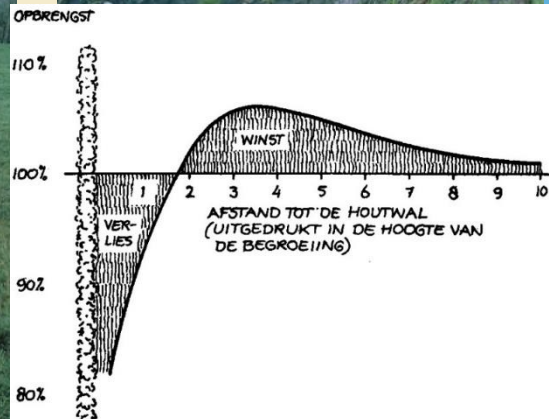 OPBRENGST
110%
WINST
100%
1 2 3 4 5 6 7 8 9 10
VER-
LIES
AFSTAND TOT DE HOUTWAL
(UITGEDRUKT IN DE HOOGTE VAN
DE BEGROEIING)
90%
80%